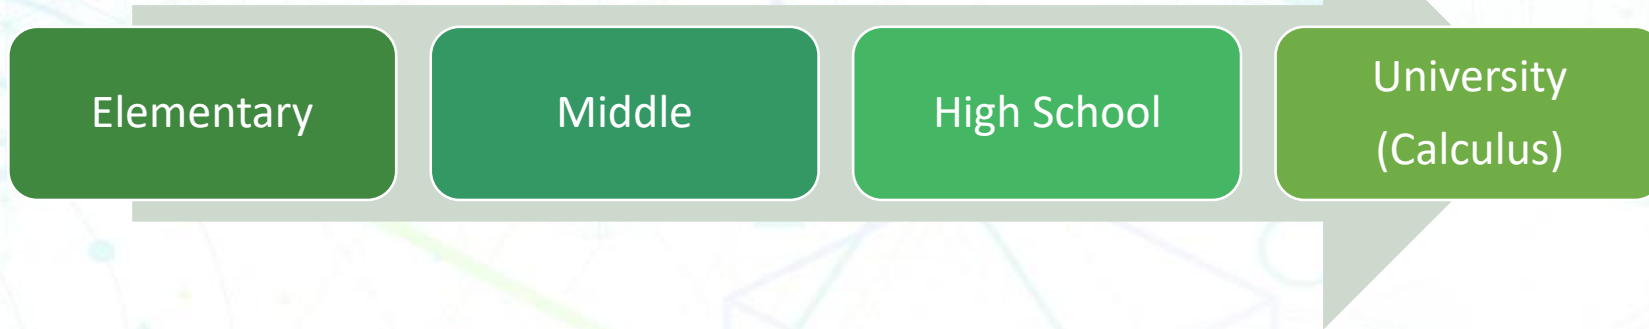 Elementary
Middle
High School
University
(Calculus)